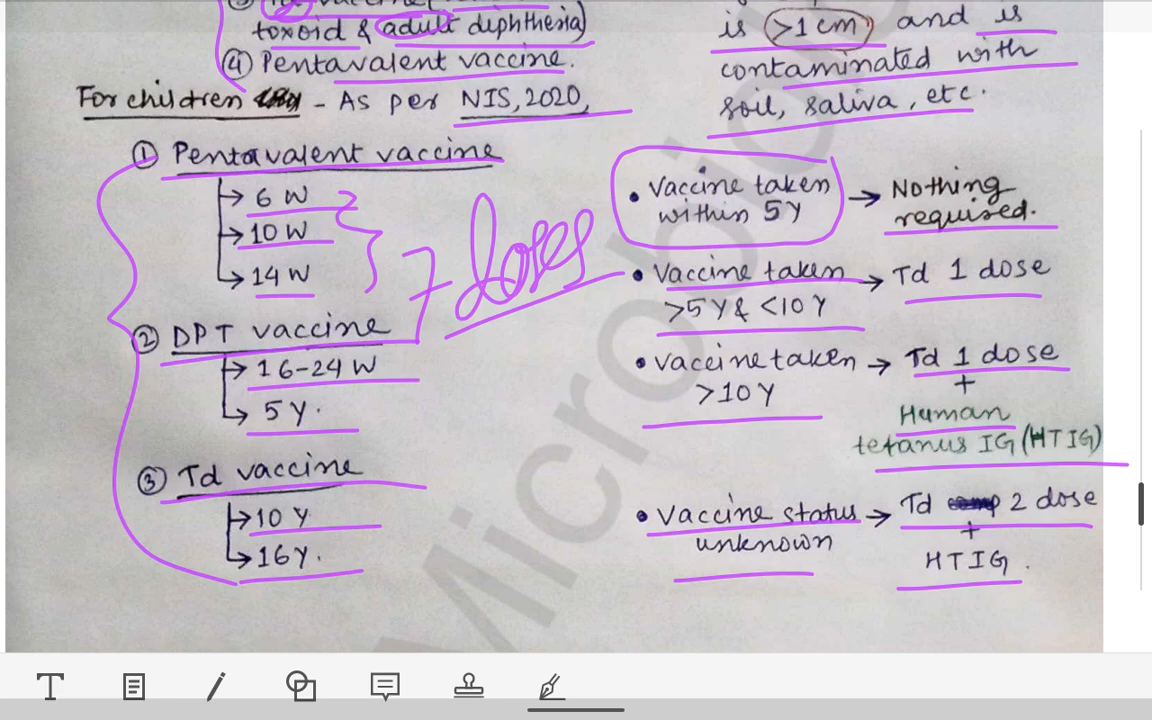 toxoid & adult diphtheria)
④ Pentavalent vaccine.
For children - As per NIS, 2020,
① Pentavalent vaccine
→ 6 W
→ 10 W
→ 14 W
7 doses
② DPT vaccine
→ 16-24 W
→ 5 Y.
③ Td vaccine
→ 10 Y
→ 16 Y.
is >1 cm and is
contaminated with
soil, saliva, etc.
• Vaccine taken → Nothing
within 5Y required.
• Vaccine taken → Td 1 dose
>5 Y & <10 Y
• Vaccine taken → Td 1 dose
>10 Y +
Human
tetanus IG (HTIG)
• Vaccine status → Td 2 dose
unknown +
HTIG.
T